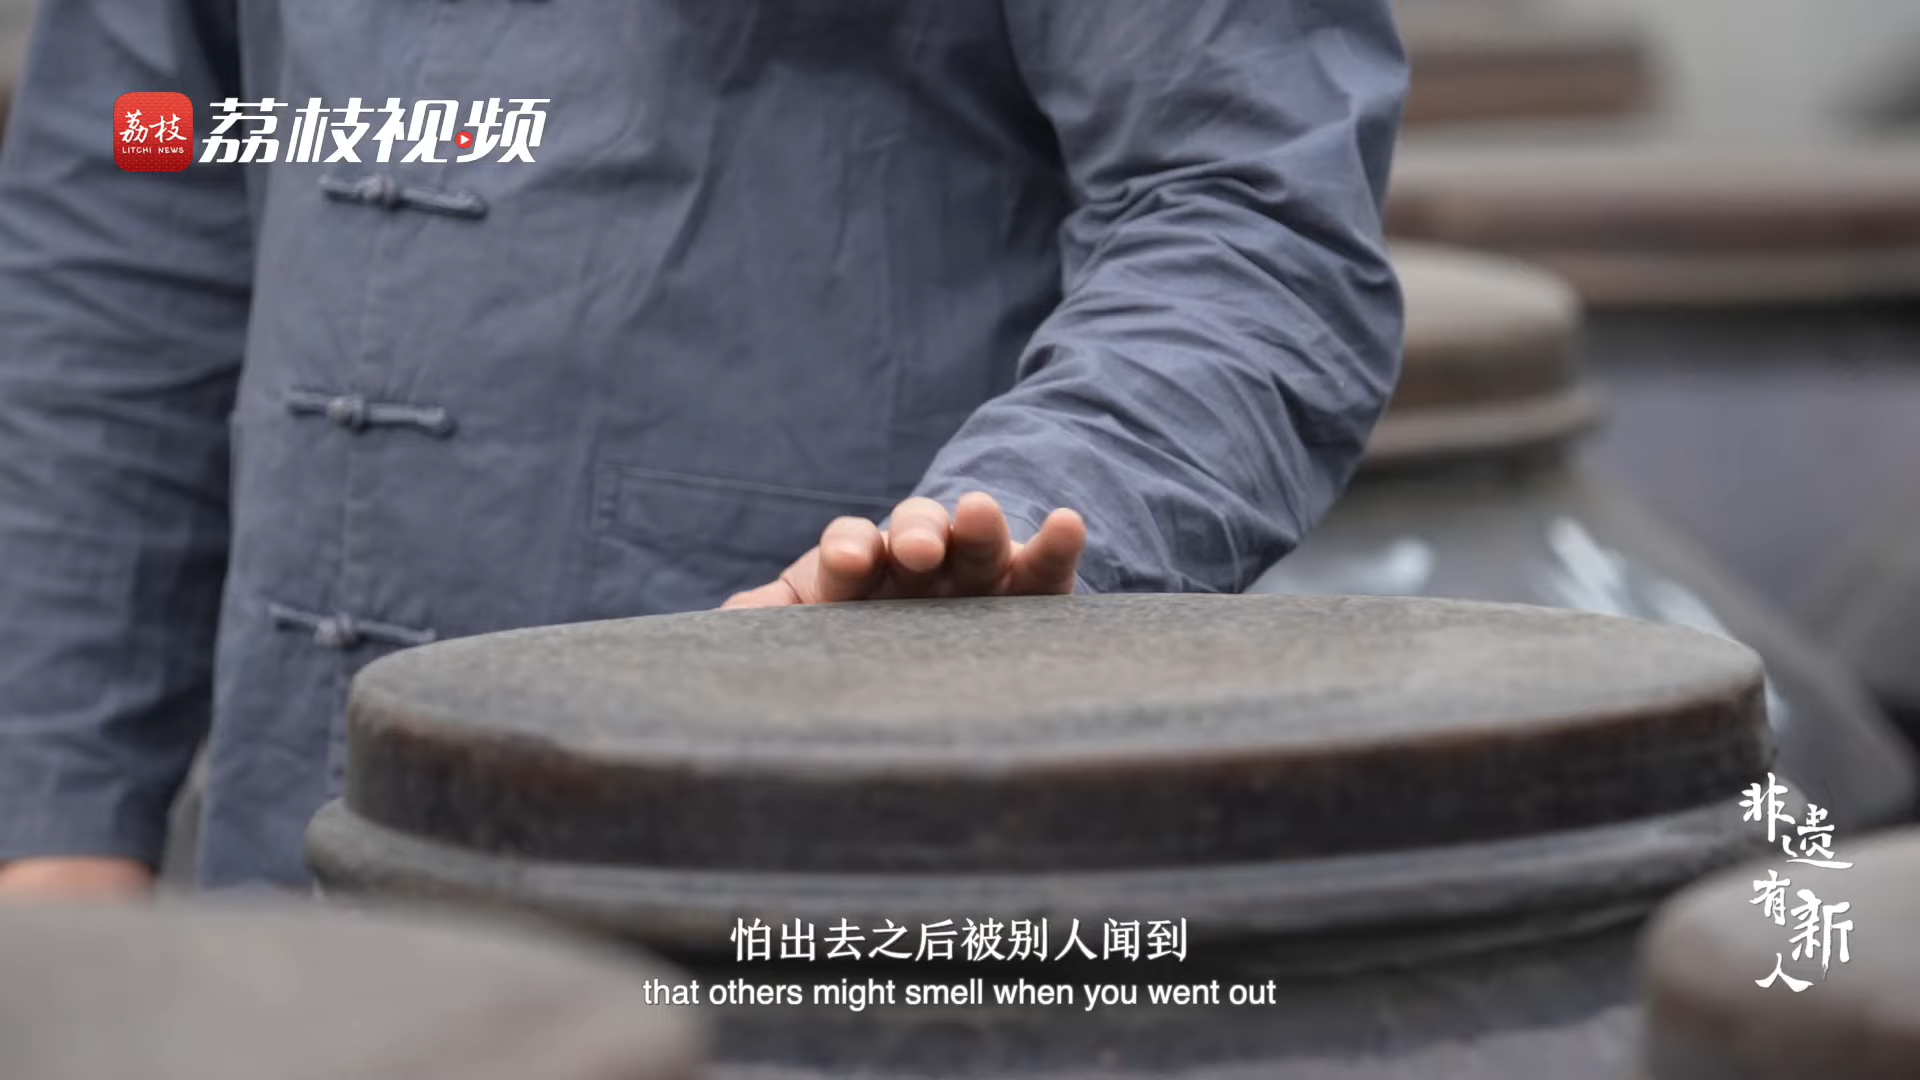 荔枝
LITCHI NEWS
荔枝视频
非遗有新人
怕出去之后被别人闻到
that others might smell when you went out